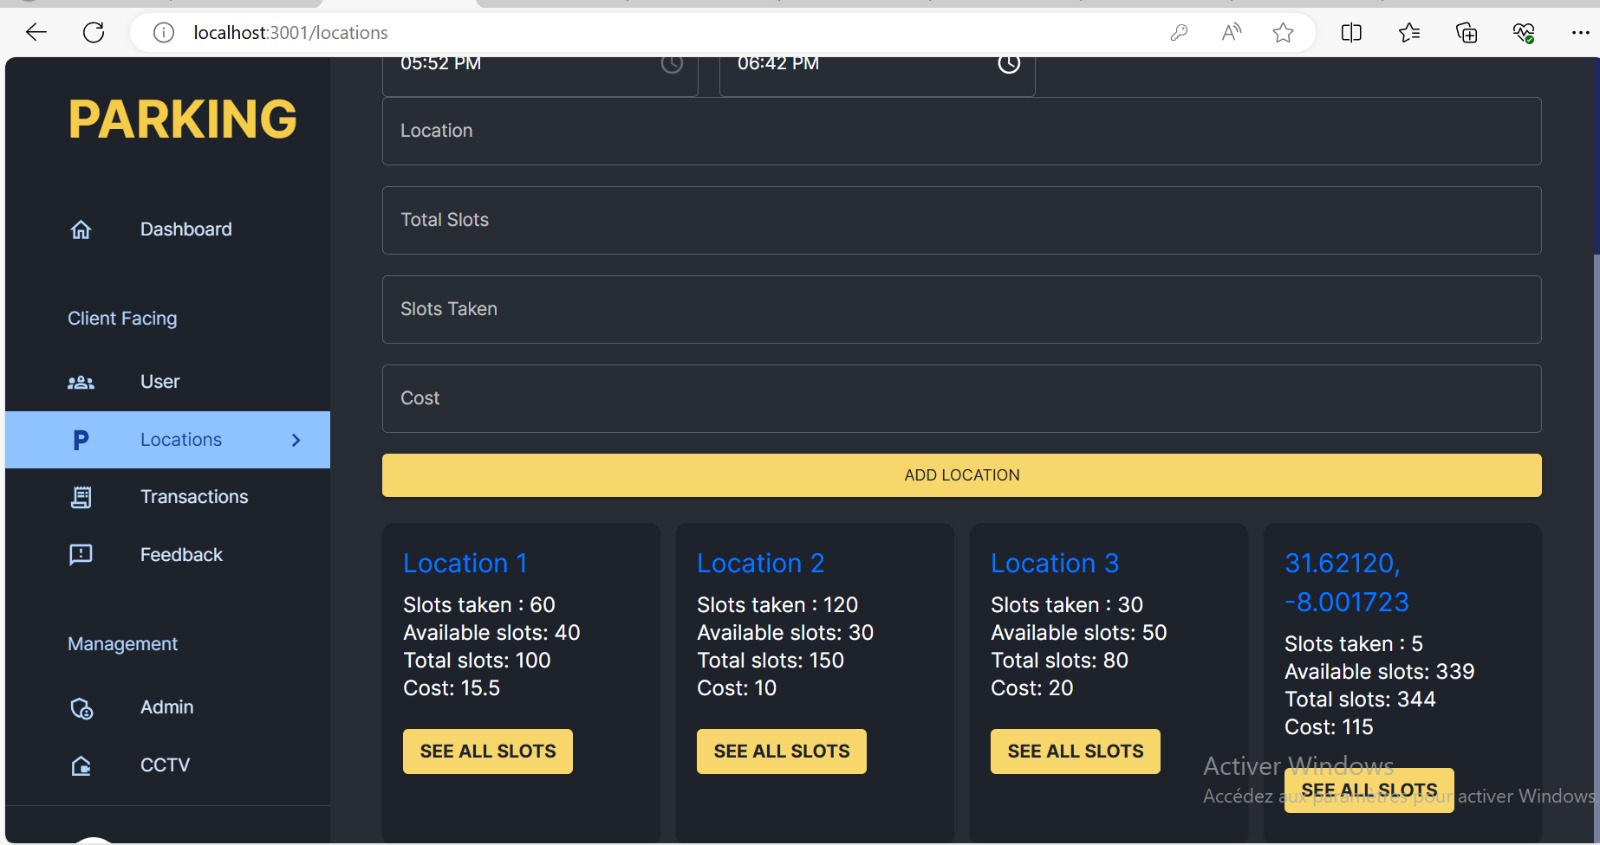 localhost:3001/locations
PARKING
Dashboard
Client Facing
User
Locations
Transactions
Feedback
Management
Admin
CCTV
05:52 PM
06:42 PM
Location
Total Slots
Slots Taken
Cost
ADD LOCATION
Location 1
Slots taken : 60
Available slots: 40
Total slots: 100
Cost: 15.5
SEE ALL SLOTS
Location 2
Slots taken : 120
Available slots: 30
Total slots: 150
Cost: 10
SEE ALL SLOTS
Location 3
Slots taken : 30
Available slots: 50
Total slots: 80
Cost: 20
SEE ALL SLOTS
31.62120,
-8.001723
Slots taken : 5
Available slots: 339
Total slots: 344
Cost: 115
SEE ALL SLOTS
Activer Windows
Accédez aux paramètres pour activer Windows